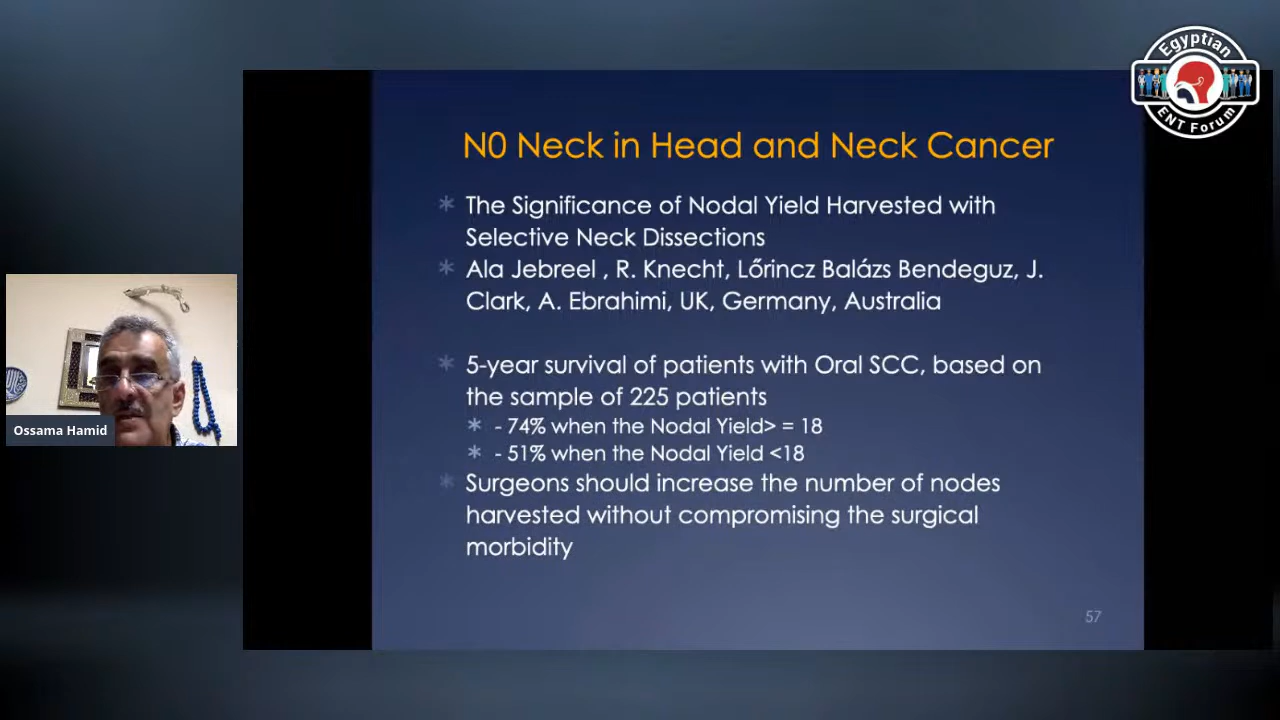 Egyptian
ENT Forum
N0 Neck in Head and Neck Cancer
* The Significance of Nodal Yield Harvested with
Selective Neck Dissections
* Ala Jebreel , R. Knecht, Lőrincz Balázs Bendeguz, J.
Clark, A. Ebrahimi, UK, Germany, Australia
* 5-year survival of patients with Oral SCC, based on
the sample of 225 patients
* - 74% when the Nodal Yield> = 18
* - 51% when the Nodal Yield <18
* Surgeons should increase the number of nodes
harvested without compromising the surgical
morbidity
57
Ossama Hamid